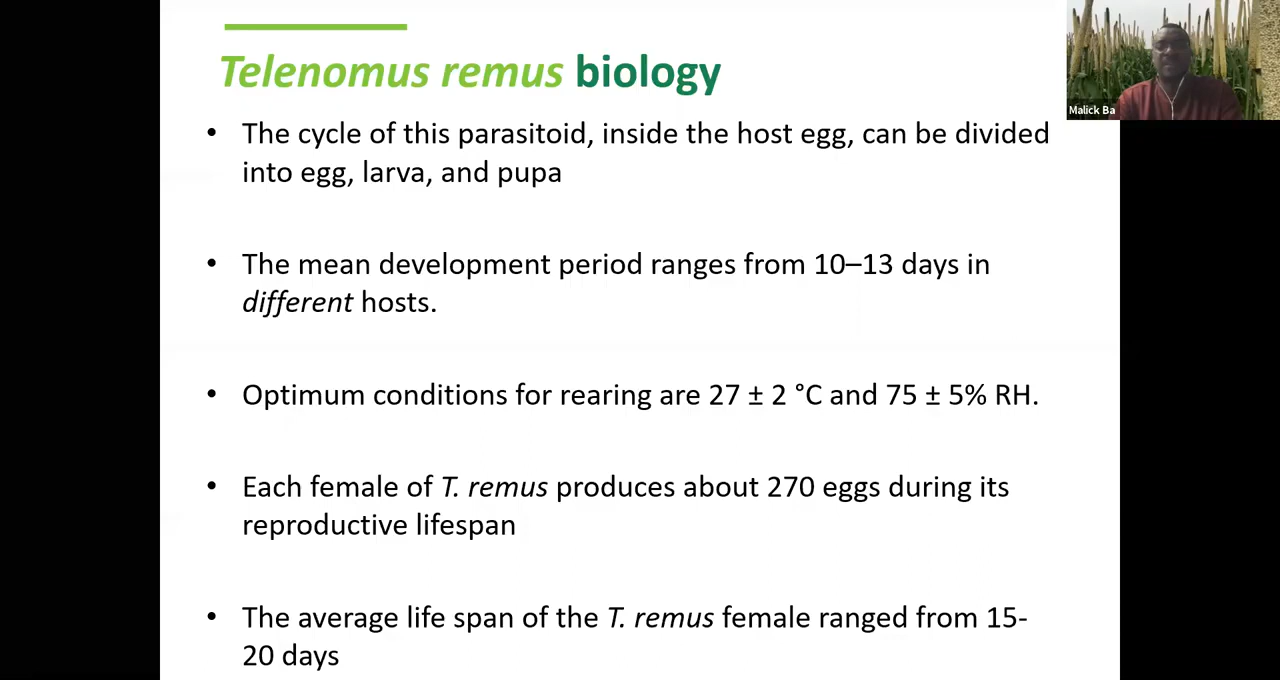 Telenomus remus biology
Malick Ba
• The cycle of this parasitoid, inside the host egg, can be divided
into egg, larva, and pupa
• The mean development period ranges from 10–13 days in
different hosts.
• Optimum conditions for rearing are 27 ± 2 °C and 75 ± 5% RH.
• Each female of T. remus produces about 270 eggs during its
reproductive lifespan
• The average life span of the T. remus female ranged from 15-
20 days